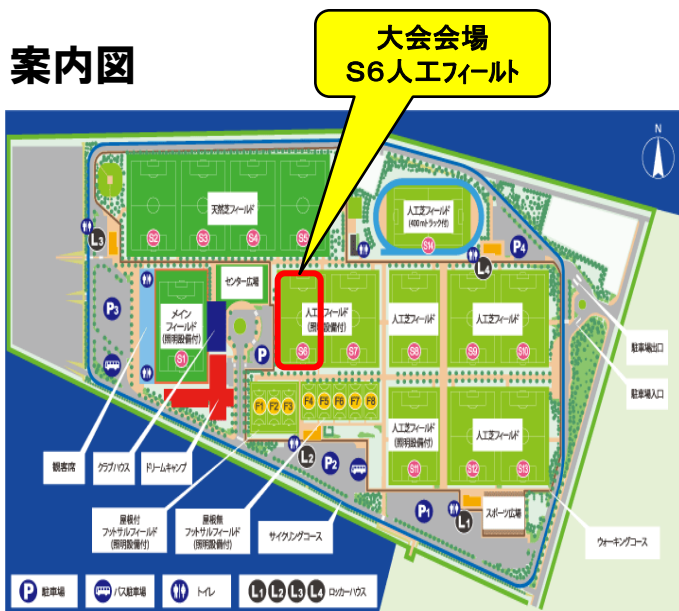 案内図
大会会場
S6人工フィールト
N
天然芝フィールド
S2
S3
S4
S5
人工芝フィールド
(400mトラック付)
S14
P4
L3
L4
P3
メイン
フィールド
(照明設備付)
S1
センター広場
P
人工芝フィールド
(照明設備付)
S6
S7
人工芝フィールド
S8
人工芝フィールド
S9
S10
駐車場出口
駐車場入口
F1
F2
F3
F4
F5
F6
F7
F8
人工芝フィールド
(照明設備付)
S11
人工芝フィールド
S12
S13
L2
P2
P1
L1
スポーツ広場
観客席
クラブハウス
ドリームキャンプ
屋根付
フットサルフィールド
(照明設備付)
屋根無
フットサルフィールド
(照明設備付)
サイクリングコース
ウォーキングコース
P 駐車場
バス駐車場
トイレ
L1 L2 L3 L4 ロッカーハウス